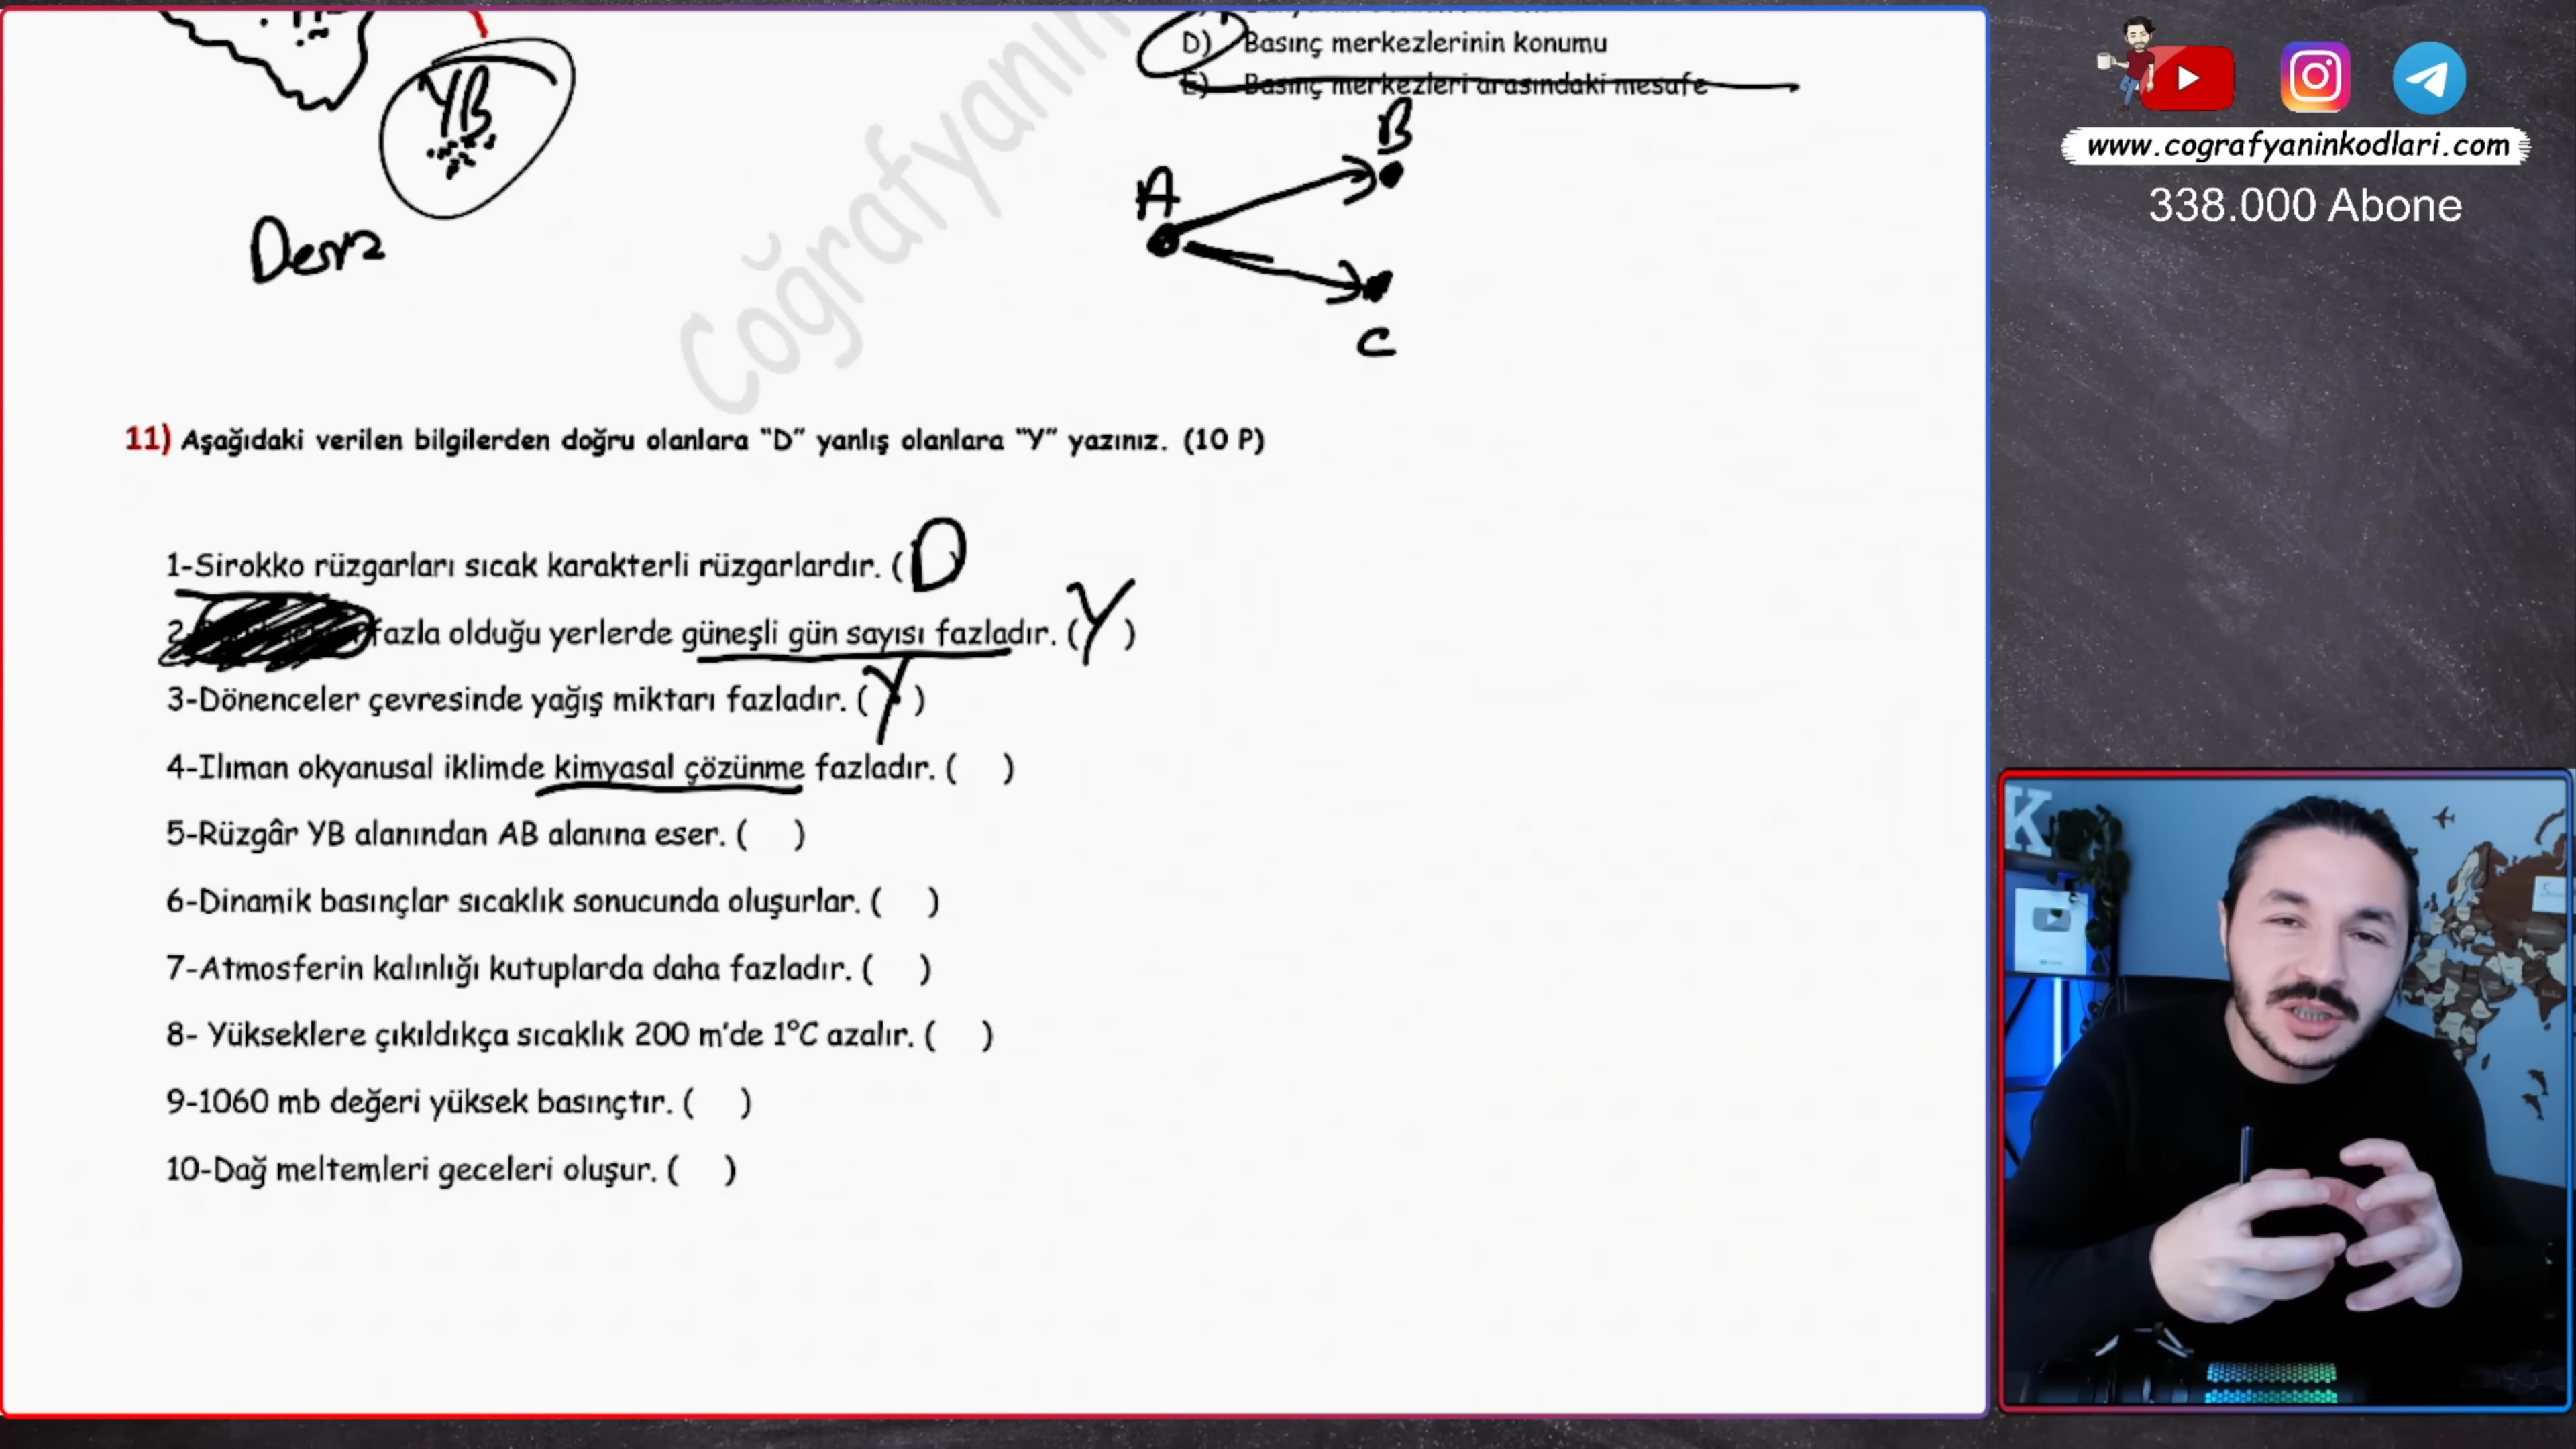 D) Basınç merkezlerinin konumu
E) Basınç merkezleri arasındaki mesafe
YB
Deniz
A
B
C
Coğrafyanın
11) Aşağıdaki verilen bilgilerden doğru olanlara “D” yanlış olanlara “Y” yazınız. (10 P)
1-Sirokko rüzgarları sıcak karakterli rüzgarlardır. (D)
2 fazla olduğu yerlerde güneşli gün sayısı fazladır. (Y)
3-Dönenceler çevresinde yağış miktarı fazladır. (Y)
4-Ilıman okyanusal iklimde kimyasal çözünme fazladır. ( )
5-Rüzgâr YB alanından AB alanına eser. ( )
6-Dinamik basınçlar sıcaklık sonucunda oluşurlar. ( )
7-Atmosferin kalınlığı kutuplarda daha fazladır. ( )
8- Yükseklere çıkıldıkça sıcaklık 200 m’de 1°C azalır. ( )
9-1060 mb değeri yüksek basınçtır. ( )
10-Dağ meltemleri geceleri oluşur. ( )
www.cografyaninkodlari.com
338.000 Abone
K